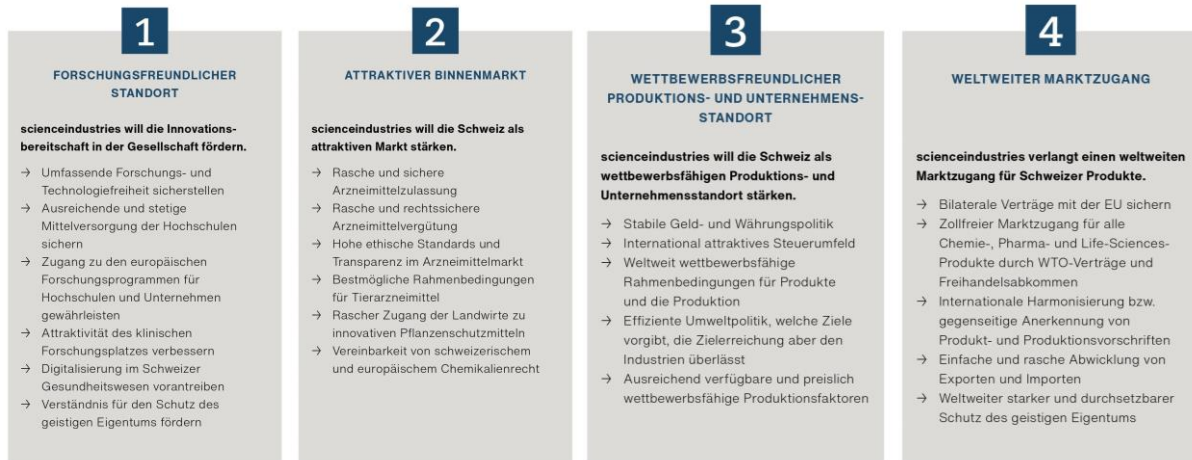 1
FORSCHUNGSFREUNDLICHER
STANDORT
scienceindustries will die Innovations-
bereitschaft in der Gesellschaft fördern.
→ Umfassende Forschungs- und
Technologiefreiheit sicherstellen
→ Ausreichende und stetige
Mittelversorgung der Hochschulen
sichern
→ Zugang zu den europäischen
Forschungsprogrammen für
Hochschulen und Unternehmen
gewährleisten
→ Attraktivität des klinischen
Forschungsplatzes verbessern
→ Digitalisierung im Schweizer
Gesundheitswesen vorantreiben
→ Verständnis für den Schutz des
geistigen Eigentums fördern
2
ATTRAKTIVER BINNENMARKT
scienceindustries will die Schweiz als
attraktiven Markt stärken.
→ Rasche und sichere
Arzneimittelzulassung
→ Rasche und rechtssichere
Arzneimittelvergütung
→ Hohe ethische Standards und
Transparenz im Arzneimittelmarkt
→ Bestmögliche Rahmenbedingungen
für Tierarzneimittel
→ Rascher Zugang der Landwirte zu
innovativen Pflanzenschutzmitteln
→ Vereinbarkeit von schweizerischem
und europäischem Chemikalienrecht
3
WETTBEWERBSFREUNDLICHER
PRODUKTIONS- UND UNTERNEHMENS-
STANDORT
scienceindustries will die Schweiz als
wettbewerbsfähigen Produktions- und
Unternehmensstandort stärken.
→ Stabile Geld- und Währungspolitik
→ International attraktives Steuerumfeld
→ Weltweit wettbewerbsfähige
Rahmenbedingungen für Produkte
und die Produktion
→ Effiziente Umweltpolitik, welche Ziele
vorgibt, die Zielerreichung aber den
Industrien überlässt
→ Ausreichend verfügbare und preislich
wettbewerbsfähige Produktionsfaktoren
4
WELTWEITER MARKTZUGANG
scienceindustries verlangt einen weltweiten
Marktzugang für Schweizer Produkte.
→ Bilaterale Verträge mit der EU sichern
→ Zollfreier Marktzugang für alle
Chemie-, Pharma- und Life-Sciences-
Produkte durch WTO-Verträge und
Freihandelsabkommen
→ Internationale Harmonisierung bzw.
gegenseitige Anerkennung von
Produkt- und Produktionsvorschriften
→ Einfache und rasche Abwicklung von
Exporten und Importen
→ Weltweiter starker und durchsetzbarer
Schutz des geistigen Eigentums